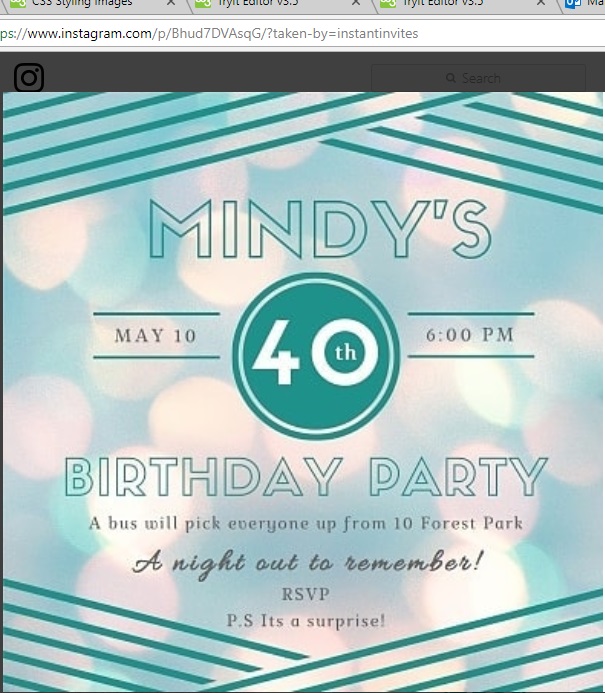 CSS Styling Images
Tryit Editor v3.5
Tryit Editor v3.5
Ma
ps://www.instagram.com/p/Bhud7DVAsqG/?taken-by=instantinvites
Search
MINDY'S
MAY 10
40th
6:00 PM
BIRTHDAY PARTY
A bus will pick everyone up from 10 Forest Park
A night out to remember!
RSVP
P.S Its a surprise!